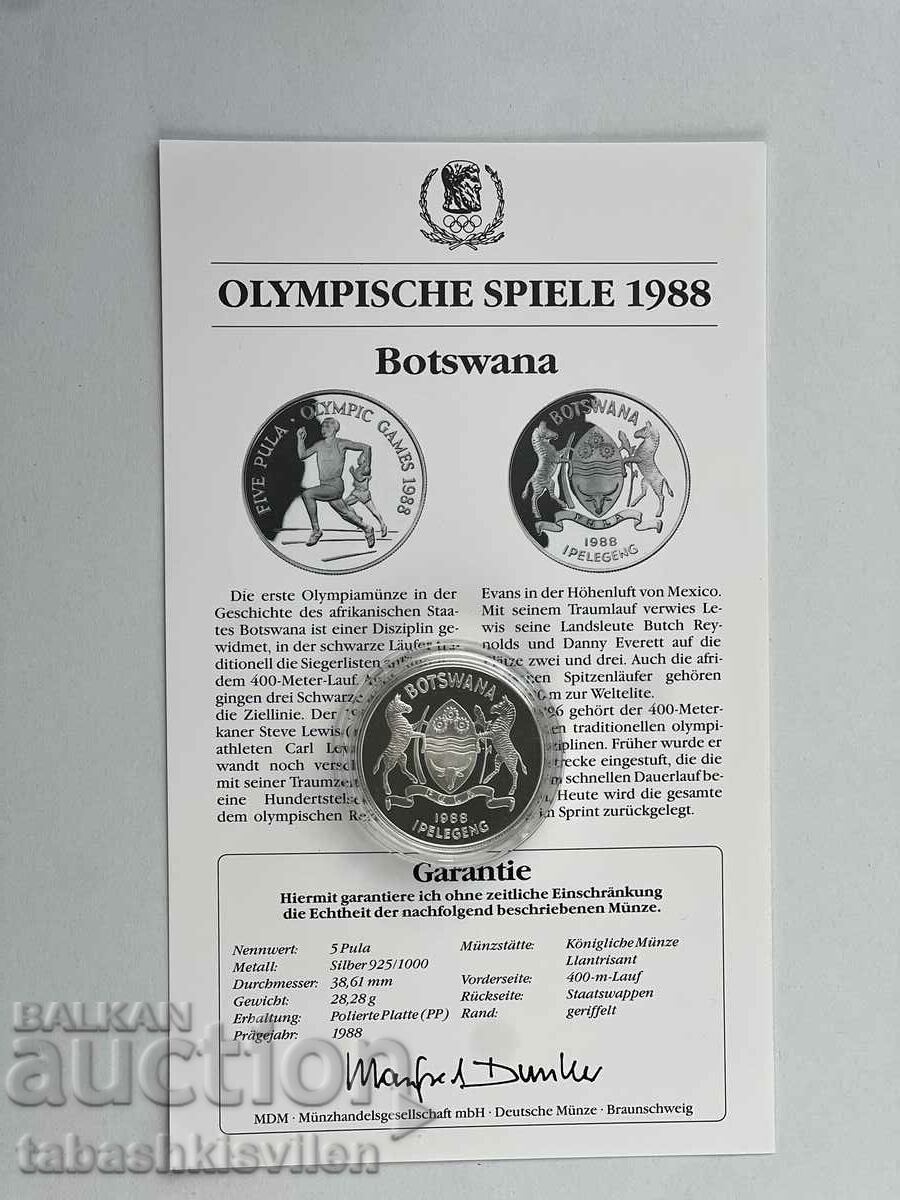 OLYMPISCHE SPIELE 1988
Botswana
FIVE PULA · OLYMPIC GAMES 1988
BOTSWANA
PULA
1988
IPELEGENG
Die erste Olympiamünze in der
Geschichte des afrikanischen Staa-
tes Botswana ist einer Disziplin ge-
widmet, in der schwarze Läufer
ditionell die Siegerlisten
dem 400-Meter-Lauf.
gingen drei Schwarze
die Ziellinie. Der
kaner Steve Lewis
athleten Carl
wandt noch
mit seiner
eine
dem olympischen
Evans in der Höhenluft von Mexico.
Mit seinem Traumlauf verwies Le-
wis seine Landsleute Butch Rey-
nolds und Danny Everett auf die
zwei und drei. Auch die afri-
Spitzenläufer gehören
m zur Weltelite.
gehört der 400-Meter-
traditionellen olympi-
Früher wurde er
eingestuft, die die
schnellen Dauerlauf be-
Heute wird die gesamte
Sprint zurückgelegt.
BOTSWANA
PULA
1988
IPELEGENG
Garantie
Hiermit garantiere ich ohne zeitliche Einschränkung
die Echtheit der nachfolgend beschriebenen Münze.
Nennwert: 5 Pula
Metall: Silber 925/1000
Durchmesser: 38,61 mm
Gewicht: 28,28 g
Erhaltung: Polierte Platte (PP)
Prägejahr: 1988
Münzstätte: Königliche Münze
Llantrisant
Vorderseite: 400-m-Lauf
Rückseite: Staatswappen
Rand: geriffelt
Manfred Dunker
MDM · Münzhandelsgesellschaft mbH · Deutsche Münze · Braunschweig
BALKAN
auction
tabashkisvilen